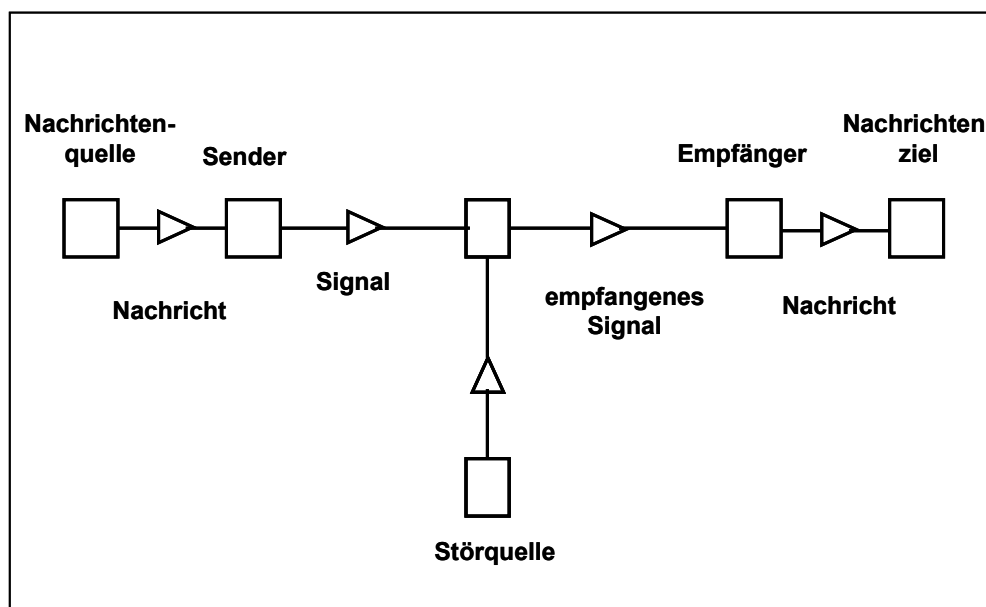 Nachrichten-
quelle
Sender
Empfänger
Nachrichten
ziel
Nachricht
Signal
empfangenes
Signal
Nachricht
Störquelle